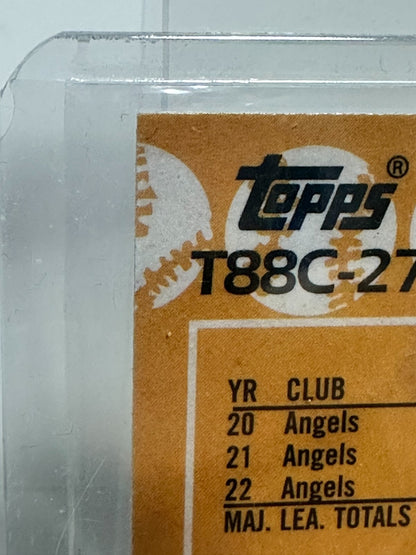 Topps®
T88C-27
YR CLUB
20 Angels
21 Angels
22 Angels
MAJ. LEA. TOTALS